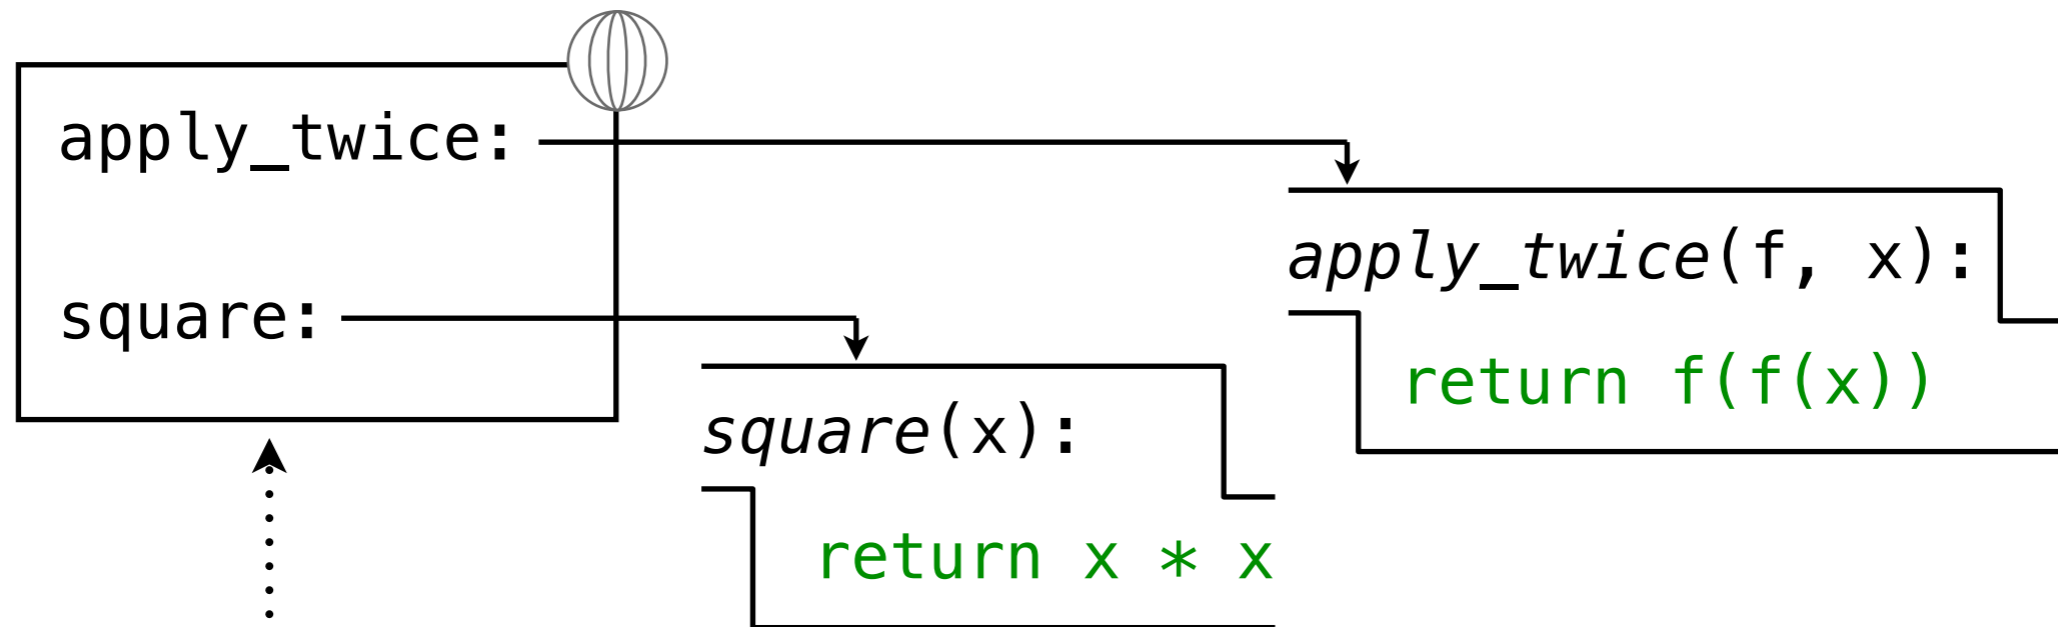 apply_twice:
square:
apply_twice(f, x):
return f(f(x))
square(x):
return x * x